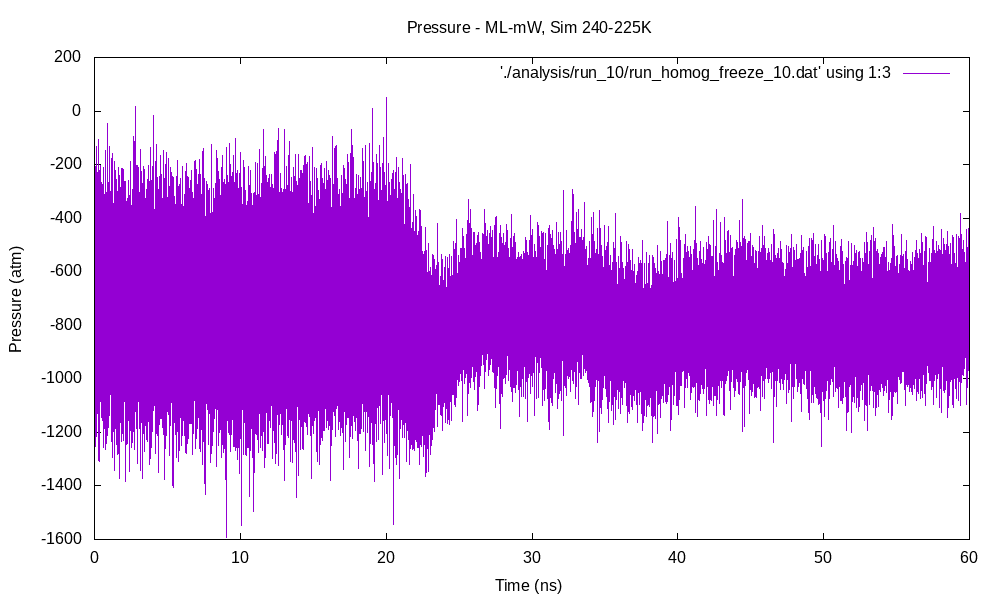 Pressure - ML-mW, Sim 240-225K
'./analysis/run_10/run_homog_freeze_10.dat' using 1:3
Pressure (atm)
200
0
-200
-400
-600
-800
-1000
-1200
-1400
-1600
0 10 20 30 40 50 60
Time (ns)